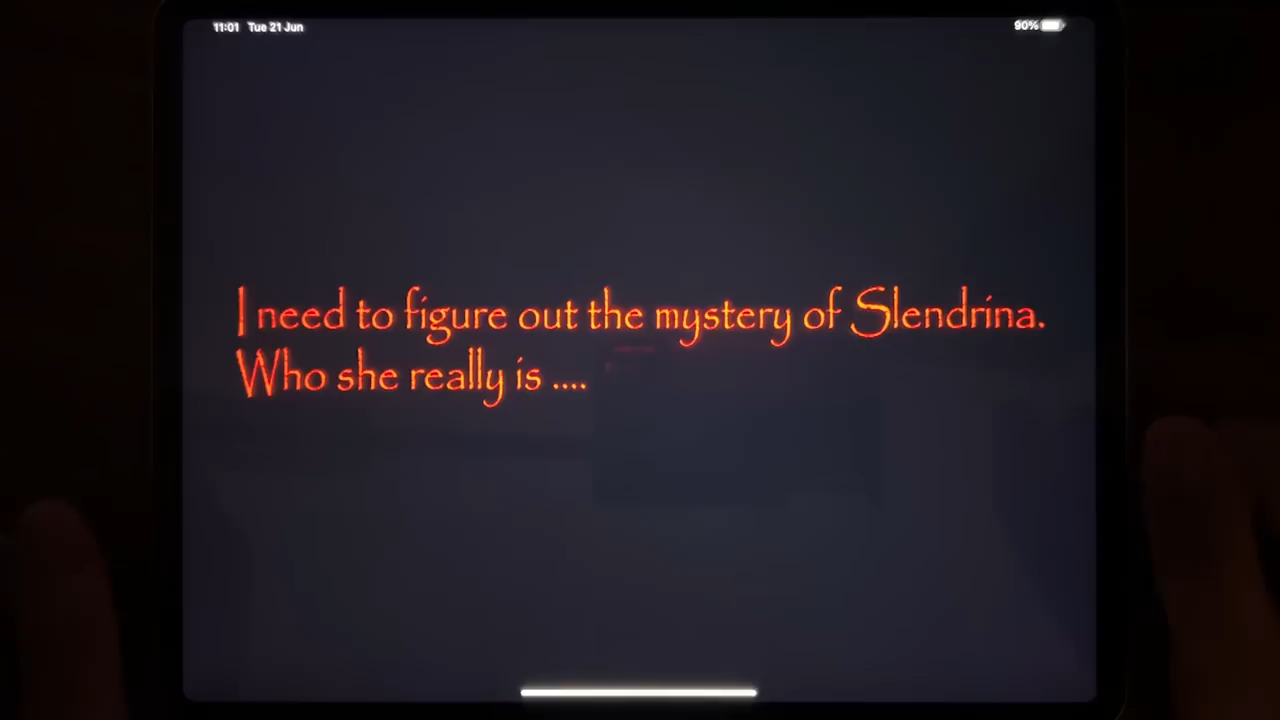 11:01 Tue 21 Jun
90%
I need to figure out the mystery of Slendrina.
Who she really is ....